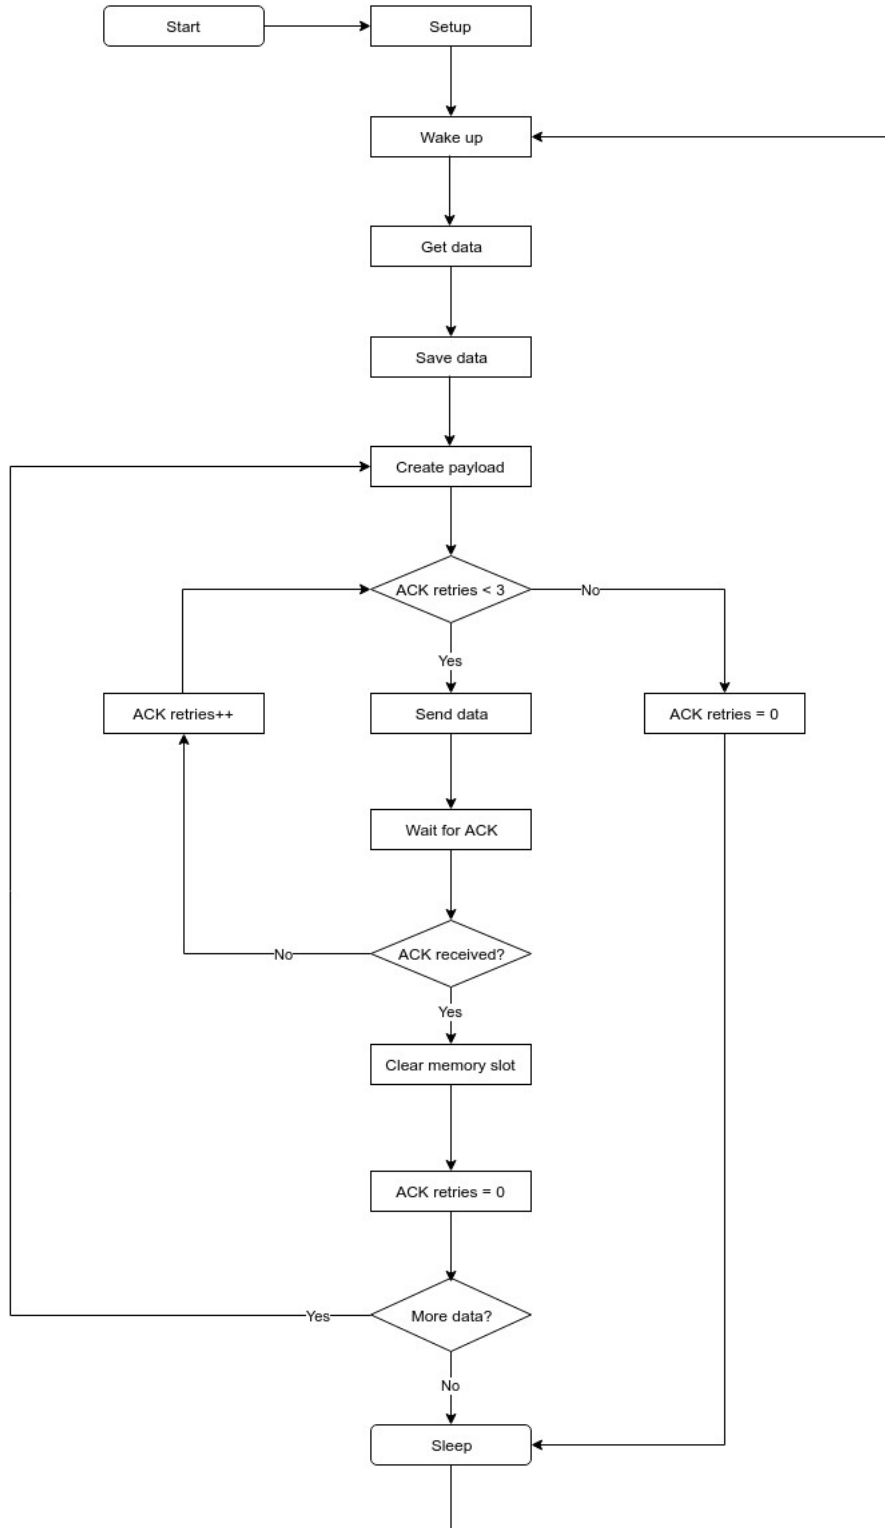 Start
Setup
Wake up
Get data
Save data
Create payload
ACK retries < 3
No
Yes
ACK retries++
Send data
ACK retries = 0
Wait for ACK
ACK received?
No
Yes
Clear memory slot
ACK retries = 0
More data?
Yes
No
Sleep